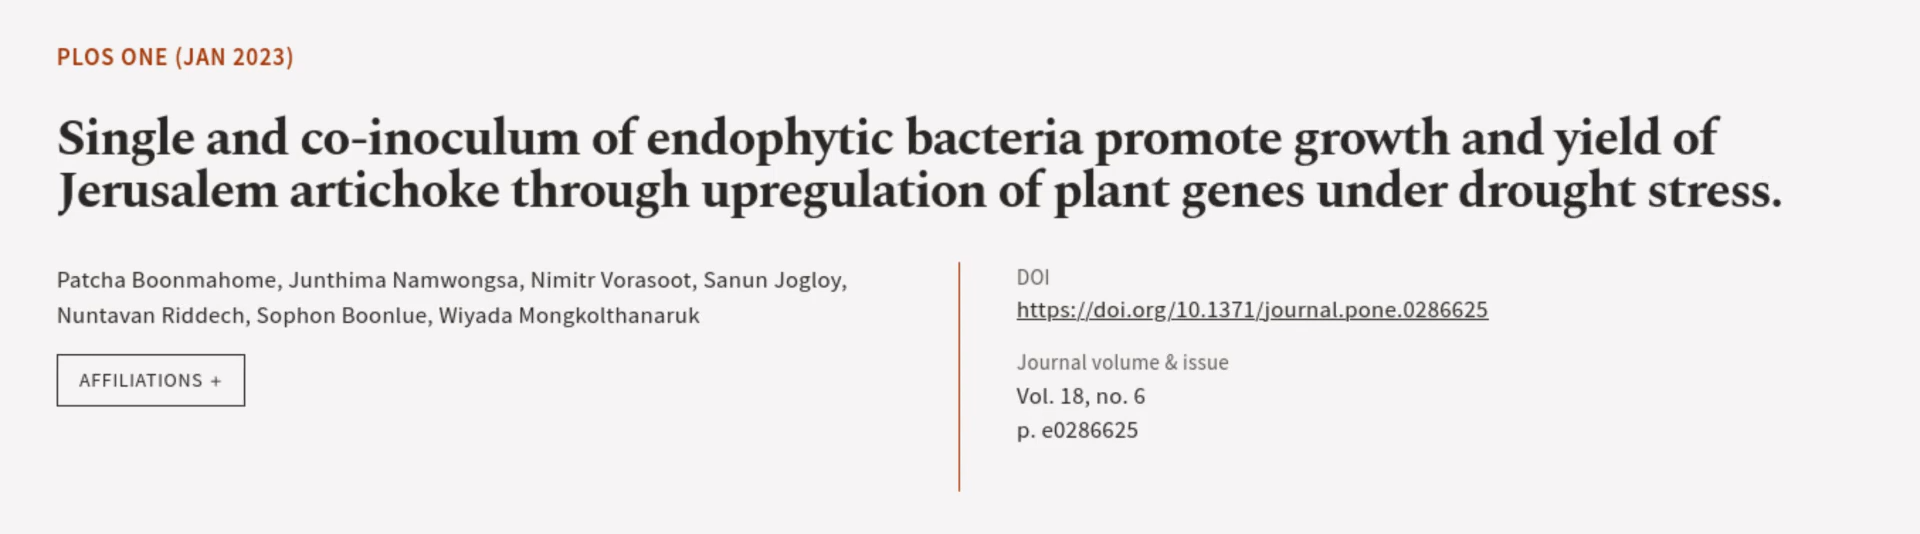 PLOS ONE (JAN 2023)
Single and co-inoculum of endophytic bacteria promote growth and yield of
Jerusalem artichoke through upregulation of plant genes under drought stress.
Patcha Boonmahome, Junthima Namwongsa, Nimitr Vorasoot, Sanun Jogloy,
Nuntavan Riddech, Sophon Boonlue, Wiyada Mongkolthanaruk
AFFILIATIONS +
DOI
https://doi.org/10.1371/journal.pone.0286625
Journal volume & issue
Vol. 18, no. 6
p. e0286625